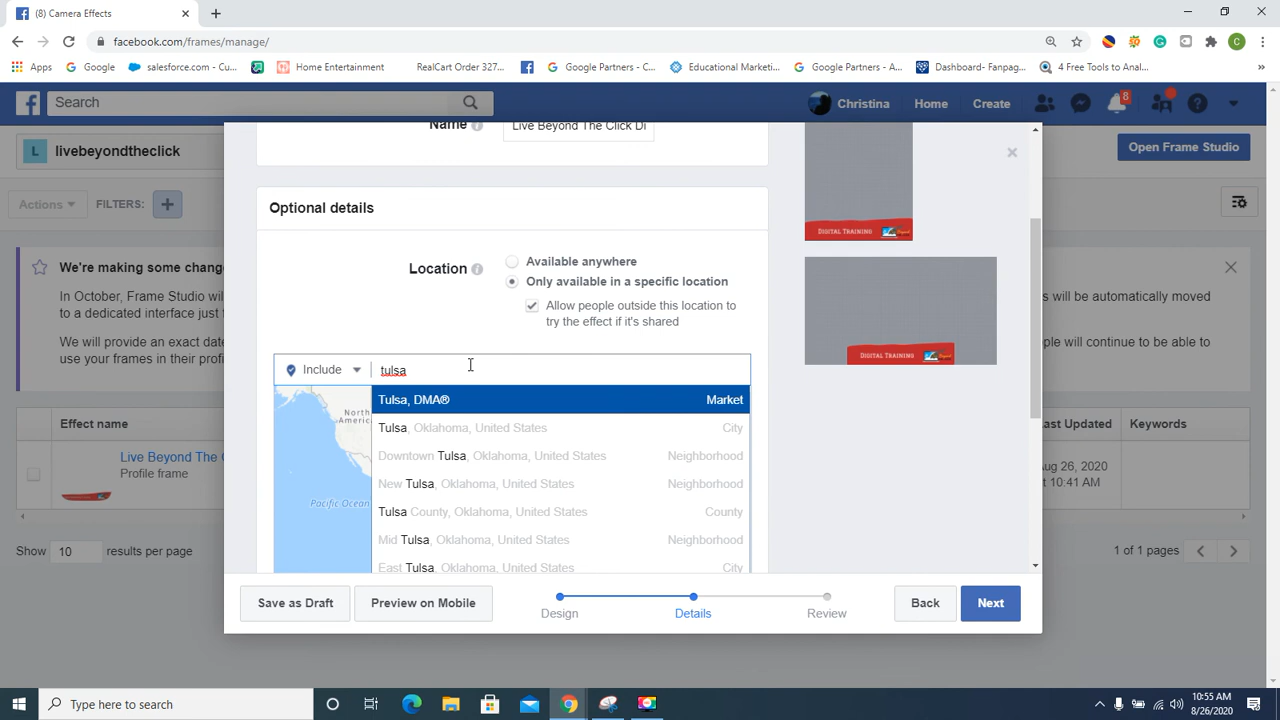 (8) Camera Effects
facebook.com/frames/manage/
Apps Google salesforce.com - Cu... Home Entertainment RealCart Order 327... Google Partners - C... Educational Marketi... Google Partners - A... Dashboard- Fanpag... 4 Free Tools to Anal... »
Search Christina Home Create 8
L livebeyondtheclick Open Frame Studio
Name Live Beyond The Click Di
Actions FILTERS:
Optional details
We're making some chang
In October, Frame Studio wil
to a dedicated interface just t
s will be automatically moved
We will provide an exact date
use your frames in their profi
ll continue to be able to
Location Available anywhere
Only available in a specific location
Allow people outside this location to
try the effect if it's shared
DIGITAL TRAINING
DIGITAL TRAINING
Include tulsa
Tulsa, DMA® Market
Tulsa, Oklahoma, United States City
Downtown Tulsa, Oklahoma, United States Neighborhood
New Tulsa, Oklahoma, United States Neighborhood
Tulsa County, Oklahoma, United States County
Mid Tulsa, Oklahoma, United States Neighborhood
East Tulsa, Oklahoma, United States City
North
America
Pacific Ocean
Effect name ast Updated Keywords
Live Beyond The C
Profile frame
Aug 26, 2020
t 10:41 AM
Show 10 results per page 1 of 1 pages
Save as Draft Preview on Mobile Design Details Review Back Next
Type here to search
10:55 AM
8/26/2020